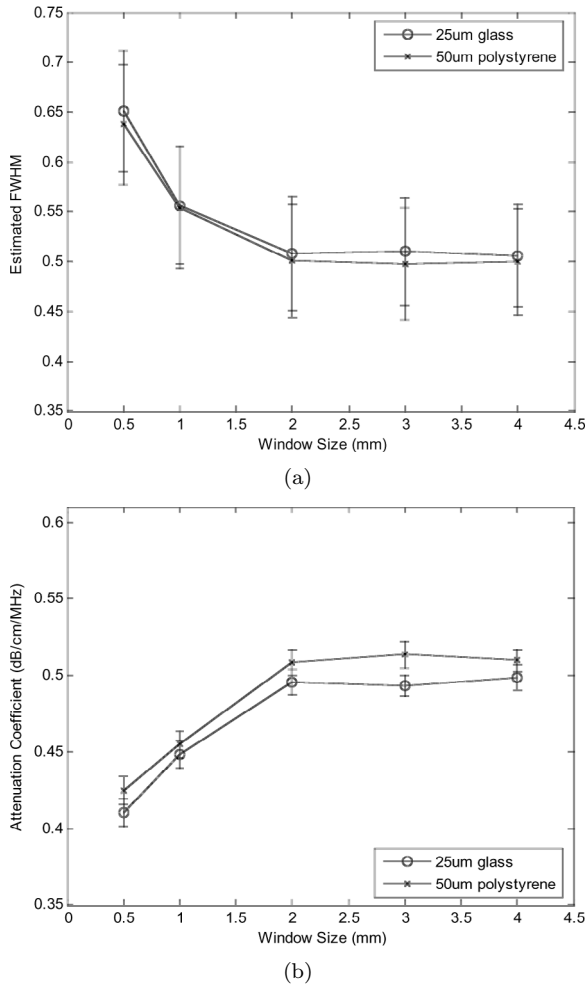 0.75
0.7
0.65
0.6
0.55
0.5
0.45
0.4
0.35
Estimated FWHM
25um glass
50um polystyrene
0 0.5 1 1.5 2 2.5 3 3.5 4 4.5
Window Size (mm)
(a)
0.6
0.55
0.5
0.45
0.4
0.35
Attenuation Coefficient (dB/cm/MHz)
25um glass
50um polystyrene
0 0.5 1 1.5 2 2.5 3 3.5 4 4.5
Window Size (mm)
(b)